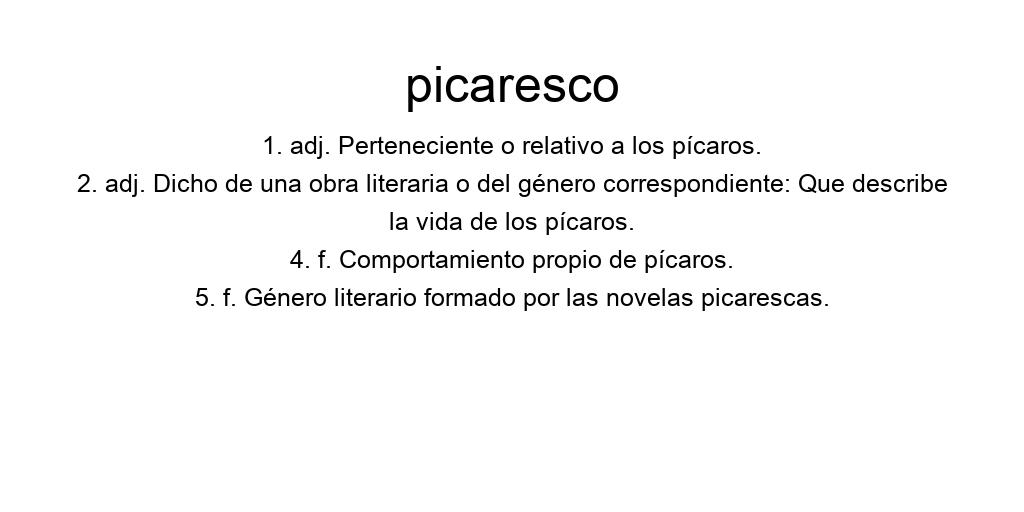 picaresco
1. adj. Perteneciente o relativo a los pícaros.
2. adj. Dicho de una obra literaria o del género correspondiente: Que describe
la vida de los pícaros.
4. f. Comportamiento propio de pícaros.
5. f. Género literario formado por las novelas picarescas.